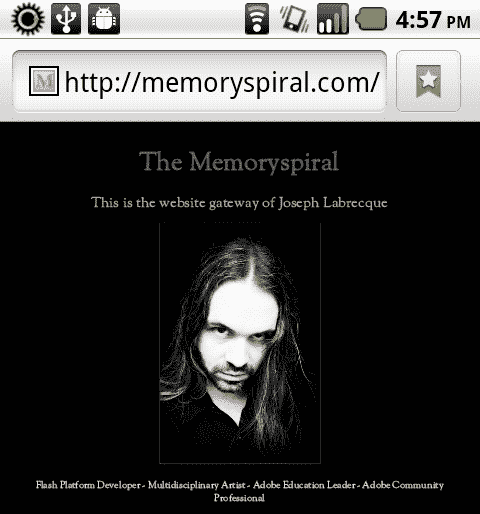 4:57 PM
M http://memoryspiral.com/
The Memoryspiral
This is the website gateway of Joseph Labrecque
Flash Platform Developer - Multidisciplinary Artist - Adobe Education Leader - Adobe Community
Professional